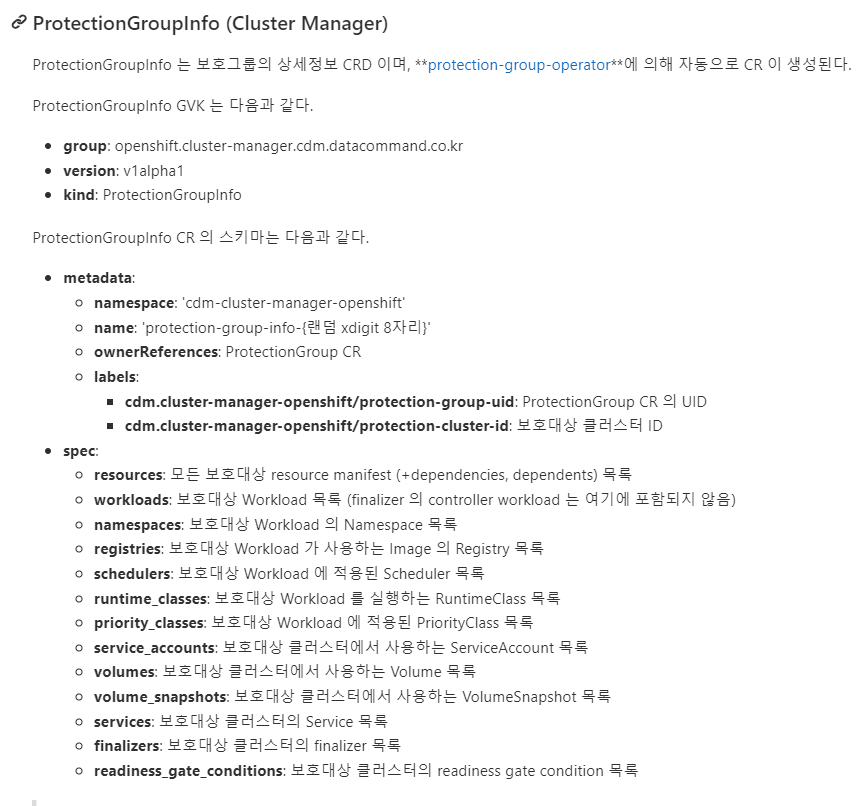 ProtectionGroupInfo (Cluster Manager)
ProtectionGroupInfo 는 보호그룹의 상세정보 CRD 이며, **protection-group-operator**에 의해 자동으로 CR 이 생성된다.
ProtectionGroupInfo GVK 는 다음과 같다.
group: openshift.cluster-manager.cdm.datacommand.co.kr
version: v1alpha1
kind: ProtectionGroupInfo
ProtectionGroupInfo CR 의 스키마는 다음과 같다.
metadata:
namespace: 'cdm-cluster-manager-openshift'
name: 'protection-group-info-{랜덤 xdigit 8자리}'
ownerReferences: ProtectionGroup CR
labels:
cdm.cluster-manager-openshift/protection-group-uid: ProtectionGroup CR 의 UID
cdm.cluster-manager-openshift/protection-cluster-id: 보호대상 클러스터 ID
spec:
resources: 모든 보호대상 resource manifest (+dependencies, dependents) 목록
workloads: 보호대상 Workload 목록 (finalizer 의 controller workload 는 여기에 포함되지 않음)
namespaces: 보호대상 Workload 의 Namespace 목록
registries: 보호대상 Workload 가 사용하는 Image 의 Registry 목록
schedulers: 보호대상 Workload 에 적용된 Scheduler 목록
runtime_classes: 보호대상 Workload 를 실행하는 RuntimeClass 목록
priority_classes: 보호대상 Workload 에 적용된 PriorityClass 목록
service_accounts: 보호대상 클러스터에서 사용하는 ServiceAccount 목록
volumes: 보호대상 클러스터에서 사용하는 Volume 목록
volume_snapshots: 보호대상 클러스터에서 사용하는 VolumeSnapshot 목록
services: 보호대상 클러스터의 Service 목록
finalizers: 보호대상 클러스터의 finalizer 목록
readiness_gate_conditions: 보호대상 클러스터의 readiness gate condition 목록